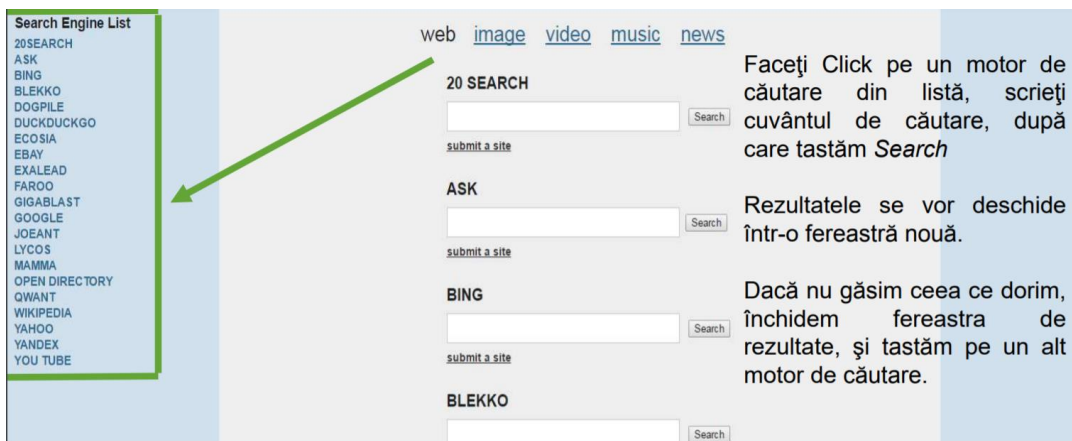 Search Engine List
20SEARCH
ASK
BING
BLEKKO
DOGPILE
DUCKDUCKGO
ECOSIA
EBAY
EXALEAD
FAROO
GIGABLAST
GOOGLE
JOEANT
LYCOS
MAMMA
OPEN DIRECTORY
QWANT
WIKIPEDIA
YAHOO
YANDEX
YOU TUBE
web image video music news
20 SEARCH
Search
submit a site
ASK
Search
submit a site
BING
Search
submit a site
BLEKKO
Search
Faceţi Click pe un motor de
căutare din listă, scrieţi
cuvântul de căutare, după
care tastăm Search
Rezultatele se vor deschide
într-o fereastră nouă.
Dacă nu găsim ceea ce dorim,
închidem fereastra de
rezultate, şi tastăm pe un alt
motor de căutare.